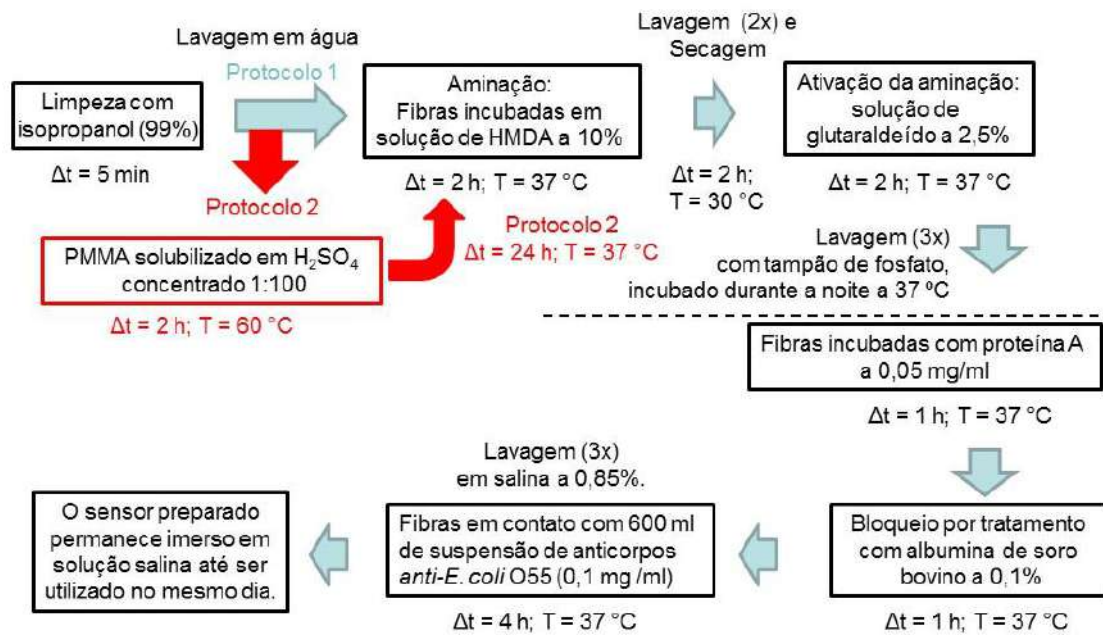 Limpeza com
isopropanol (99%)
Δt = 5 min
Lavagem em água
Protocolo 1
Protocolo 2
PMMA solubilizado em H₂SO₄
concentrado 1:100
Δt = 2 h; T = 60 °C
Protocolo 2
Δt = 24 h; T = 37 °C
Aminação:
Fibras incubadas em
solução de HMDA a 10%
Δt = 2 h; T = 37 °C
Lavagem (2x) e
Secagem
Δt = 2 h;
T = 30 °C
Ativação da aminação:
solução de
glutaraldeído a 2,5%
Δt = 2 h; T = 37 °C
Lavagem (3x)
com tampão de fosfato,
incubado durante a noite a 37 ºC
Fibras incubadas com proteína A
a 0,05 mg/ml
Δt = 1 h; T = 37 °C
Bloqueio por tratamento
com albumina de soro
bovino a 0,1%
Δt = 1 h; T = 37 °C
Lavagem (3x)
em salina a 0,85%.
Fibras em contato com 600 ml
de suspensão de anticorpos
anti-E. coli O55 (0,1 mg /ml)
Δt = 4 h; T = 37 °C
O sensor preparado
permanece imerso em
solução salina até ser
utilizado no mesmo dia.